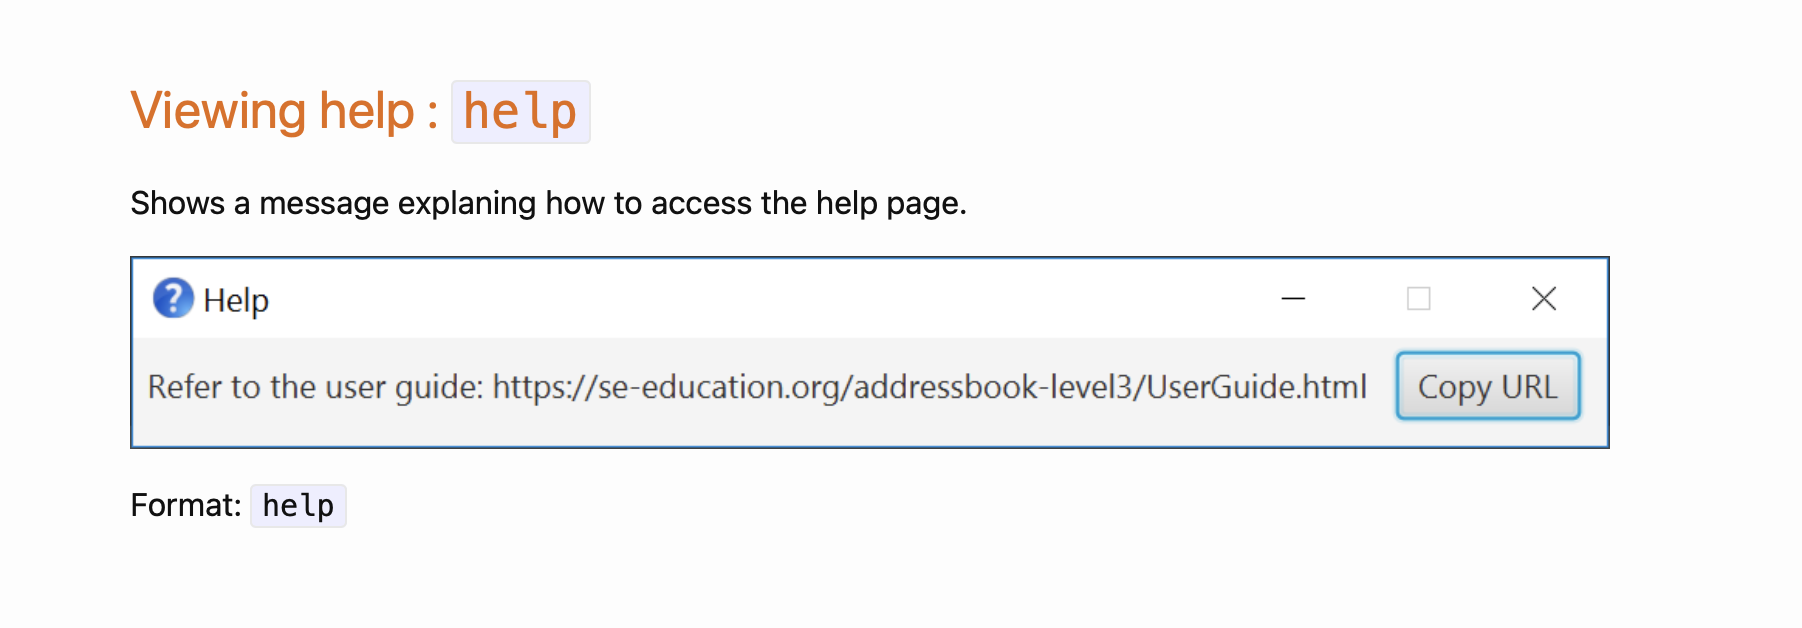 Viewing help : help
Shows a message explaning how to access the help page.
Help
Refer to the user guide: https://se-education.org/addressbook-level3/UserGuide.html Copy URL
Format: help